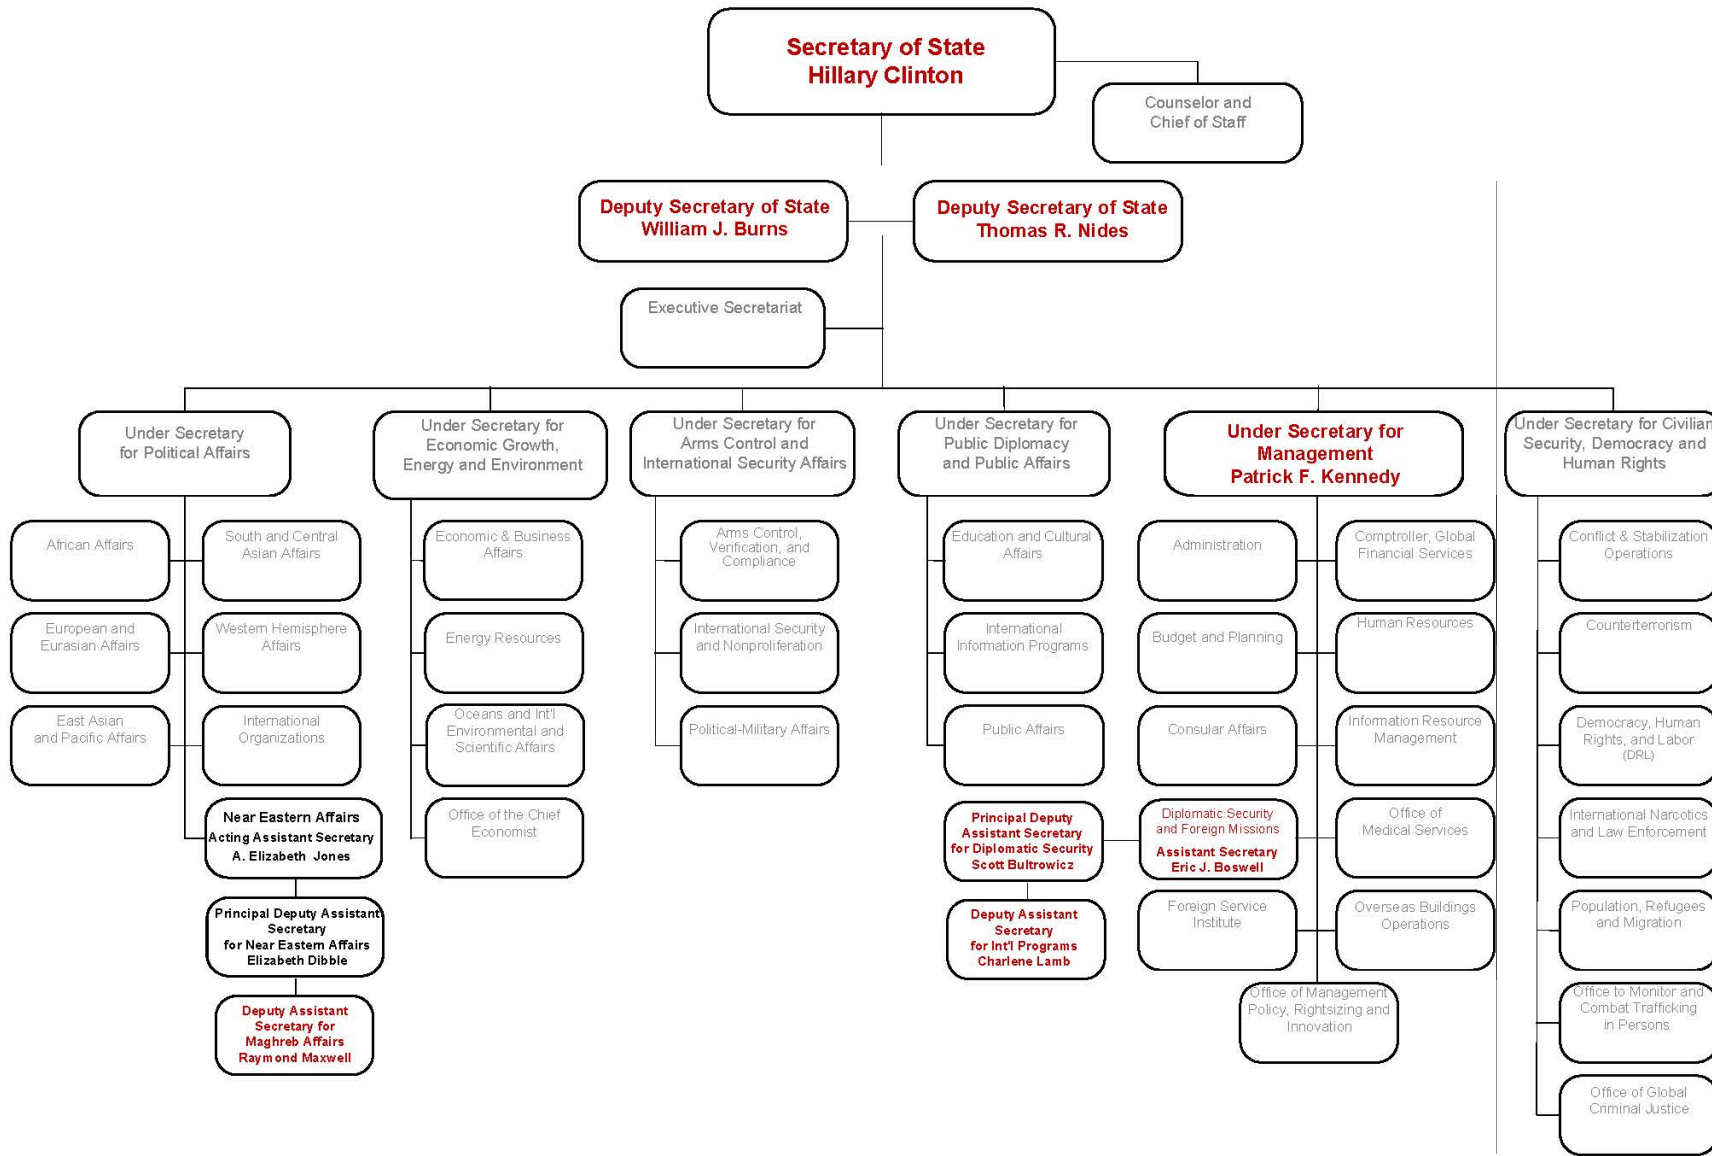 Secretary of State
Hillary Clinton
Counselor and
Chief of Staff
Deputy Secretary of State
William J. Burns
Deputy Secretary of State
Thomas R. Nides
Executive Secretariat
Under Secretary
for Political Affairs
Under Secretary for
Economic Growth,
Energy and Environment
Under Secretary for
Arms Control and
International Security Affairs
Under Secretary for
Public Diplomacy
and Public Affairs
Under Secretary for
Management
Patrick F. Kennedy
Under Secretary for Civilian
Security, Democracy and
Human Rights
African Affairs
South and Central
Asian Affairs
European and
Eurasian Affairs
Western Hemisphere
Affairs
East Asian
and Pacific Affairs
International
Organizations
Near Eastern Affairs
Acting Assistant Secretary
A. Elizabeth Jones
Principal Deputy Assistant
Secretary
for Near Eastern Affairs
Elizabeth Dibble
Deputy Assistant
Secretary for
Maghreb Affairs
Raymond Maxwell
Economic & Business
Affairs
Energy Resources
Oceans and Int'l
Environmental and
Scientific Affairs
Office of the Chief
Economist
Arms Control,
Verification, and
Compliance
International Security
and Nonproliferation
Political-Military Affairs
Education and Cultural
Affairs
International
Information Programs
Public Affairs
Principal Deputy
Assistant Secretary
for Diplomatic Security
Scott Bultrowicz
Deputy Assistant
Secretary
for Int'l Programs
Charlene Lamb
Administration
Comptroller, Global
Financial Services
Budget and Planning
Human Resources
Consular Affairs
Information Resource
Management
Diplomatic Security
and Foreign Missions
Assistant Secretary
Eric J. Boswell
Office of
Medical Services
Foreign Service
Institute
Overseas Buildings
Operations
Office of Management
Policy, Rightsizing and
Innovation
Conflict & Stabilization
Operations
Counterterrorism
Democracy, Human
Rights, and Labor
(DRL)
International Narcotics
and Law Enforcement
Population, Refugees
and Migration
Office to Monitor and
Combat Trafficking
in Persons
Office of Global
Criminal Justice